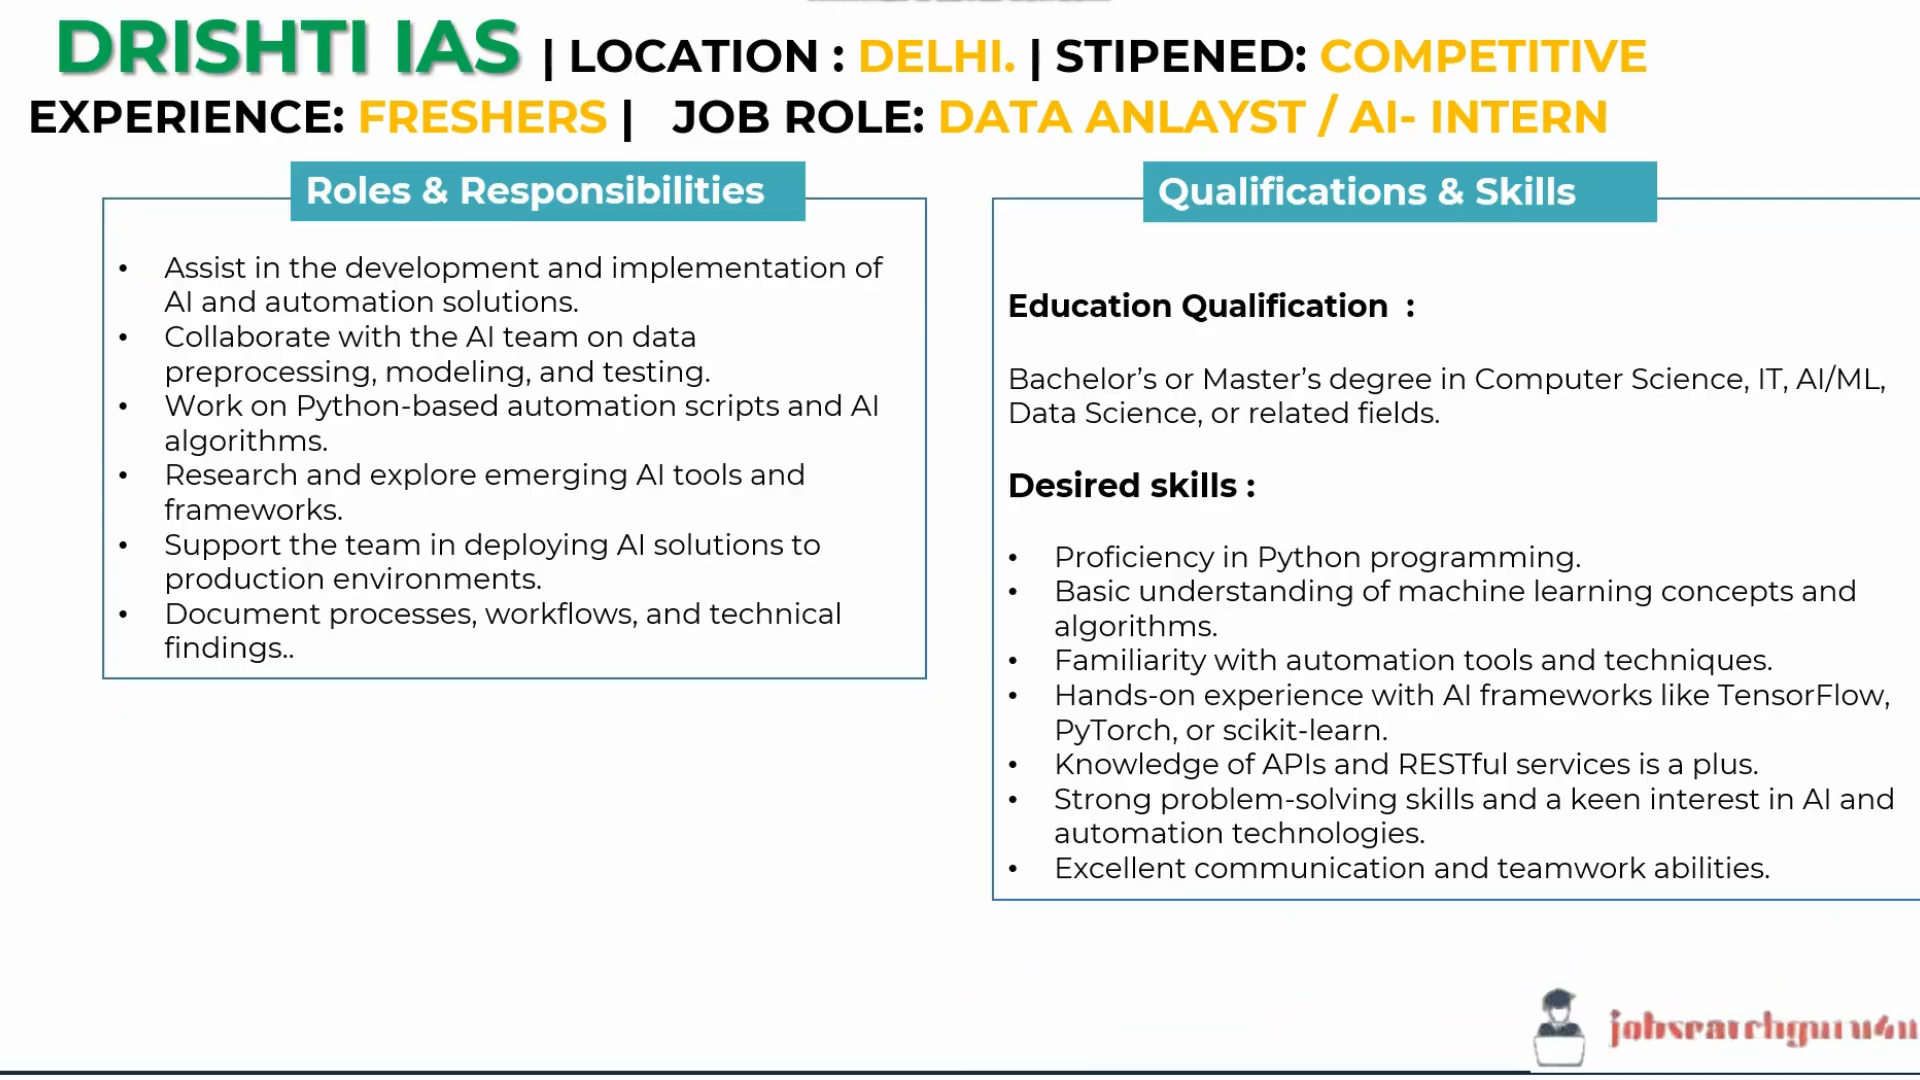 DRISHTI IAS | LOCATION : DELHI. | STIPENED: COMPETITIVE
EXPERIENCE: FRESHERS | JOB ROLE: DATA ANLAYST / AI- INTERN
Roles & Responsibilities
• Assist in the development and implementation of
AI and automation solutions.
• Collaborate with the AI team on data
preprocessing, modeling, and testing.
• Work on Python-based automation scripts and AI
algorithms.
• Research and explore emerging AI tools and
frameworks.
• Support the team in deploying AI solutions to
production environments.
• Document processes, workflows, and technical
findings..
Qualifications & Skills
Education Qualification :
Bachelor’s or Master’s degree in Computer Science, IT, AI/ML,
Data Science, or related fields.
Desired skills :
• Proficiency in Python programming.
• Basic understanding of machine learning concepts and
algorithms.
• Familiarity with automation tools and techniques.
• Hands-on experience with AI frameworks like TensorFlow,
PyTorch, or scikit-learn.
• Knowledge of APIs and RESTful services is a plus.
• Strong problem-solving skills and a keen interest in AI and
automation technologies.
• Excellent communication and teamwork abilities.
jobsearchguru4u